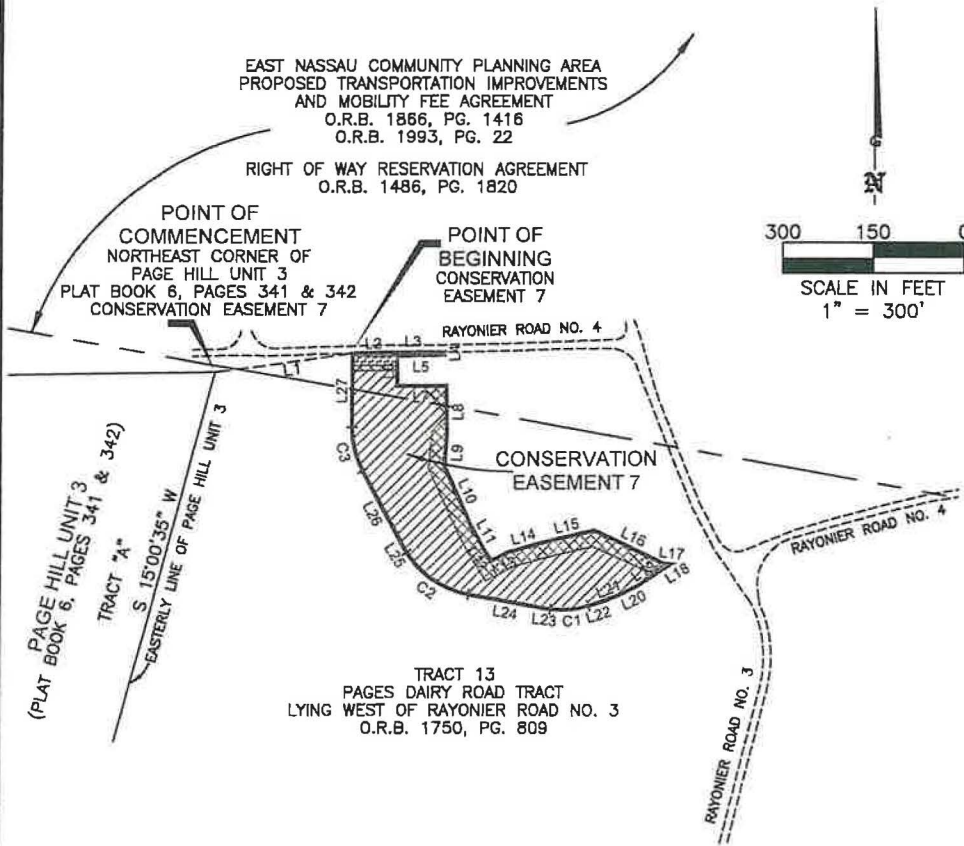 EAST NASSAU COMMUNITY PLANNING AREA
PROPOSED TRANSPORTATION IMPROVEMENTS
AND MOBILITY FEE AGREEMENT
O.R.B. 1866, PG. 1416
O.R.B. 1993, PG. 22
RIGHT OF WAY RESERVATION AGREEMENT
O.R.B. 1486, PG. 1820
N
300 150 0
SCALE IN FEET
1" = 300'
POINT OF
COMMENCEMENT
NORTHEAST CORNER OF
PAGE HILL UNIT 3
PLAT BOOK 6, PAGES 341 & 342
CONSERVATION EASEMENT 7
POINT OF
BEGINNING
CONSERVATION
EASEMENT 7
RAYONIER ROAD NO. 4
L1
L2
L3
L5
L27
L8
L9
C3
L10
CONSERVATION
EASEMENT 7
L26
L11
L14
L15
L16
L17
L18
L25
C2
L24
L23
C1
L22
L21
L20
RAYONIER ROAD NO. 4
RAYONIER ROAD NO. 3
PAGE HILL UNIT 3
(PLAT BOOK 6, PAGES 341 & 342)
TRACT "A"
S 15°00'35" W
EASTERLY LINE OF PAGE HILL UNIT 3
TRACT 13
PAGES DAIRY ROAD TRACT
LYING WEST OF RAYONIER ROAD NO. 3
O.R.B. 1750, PG. 809